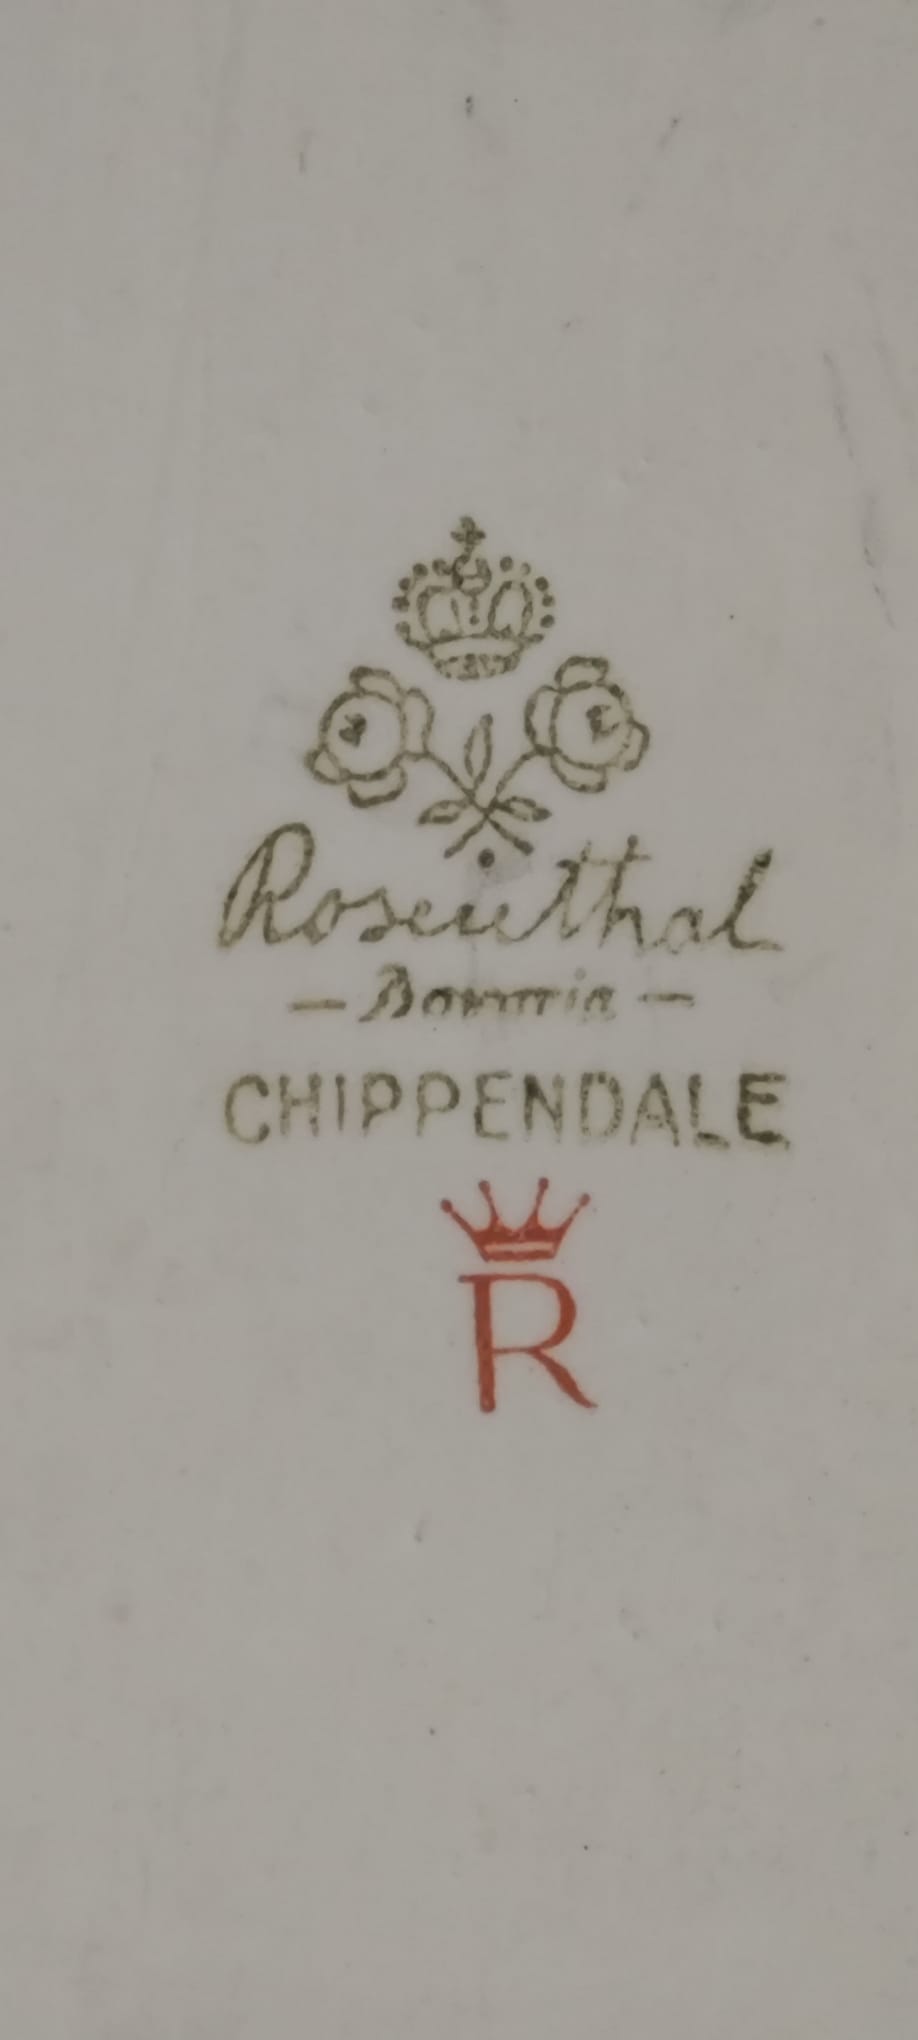 Rosenthal
— Bavaria —
CHIPPENDALE
R